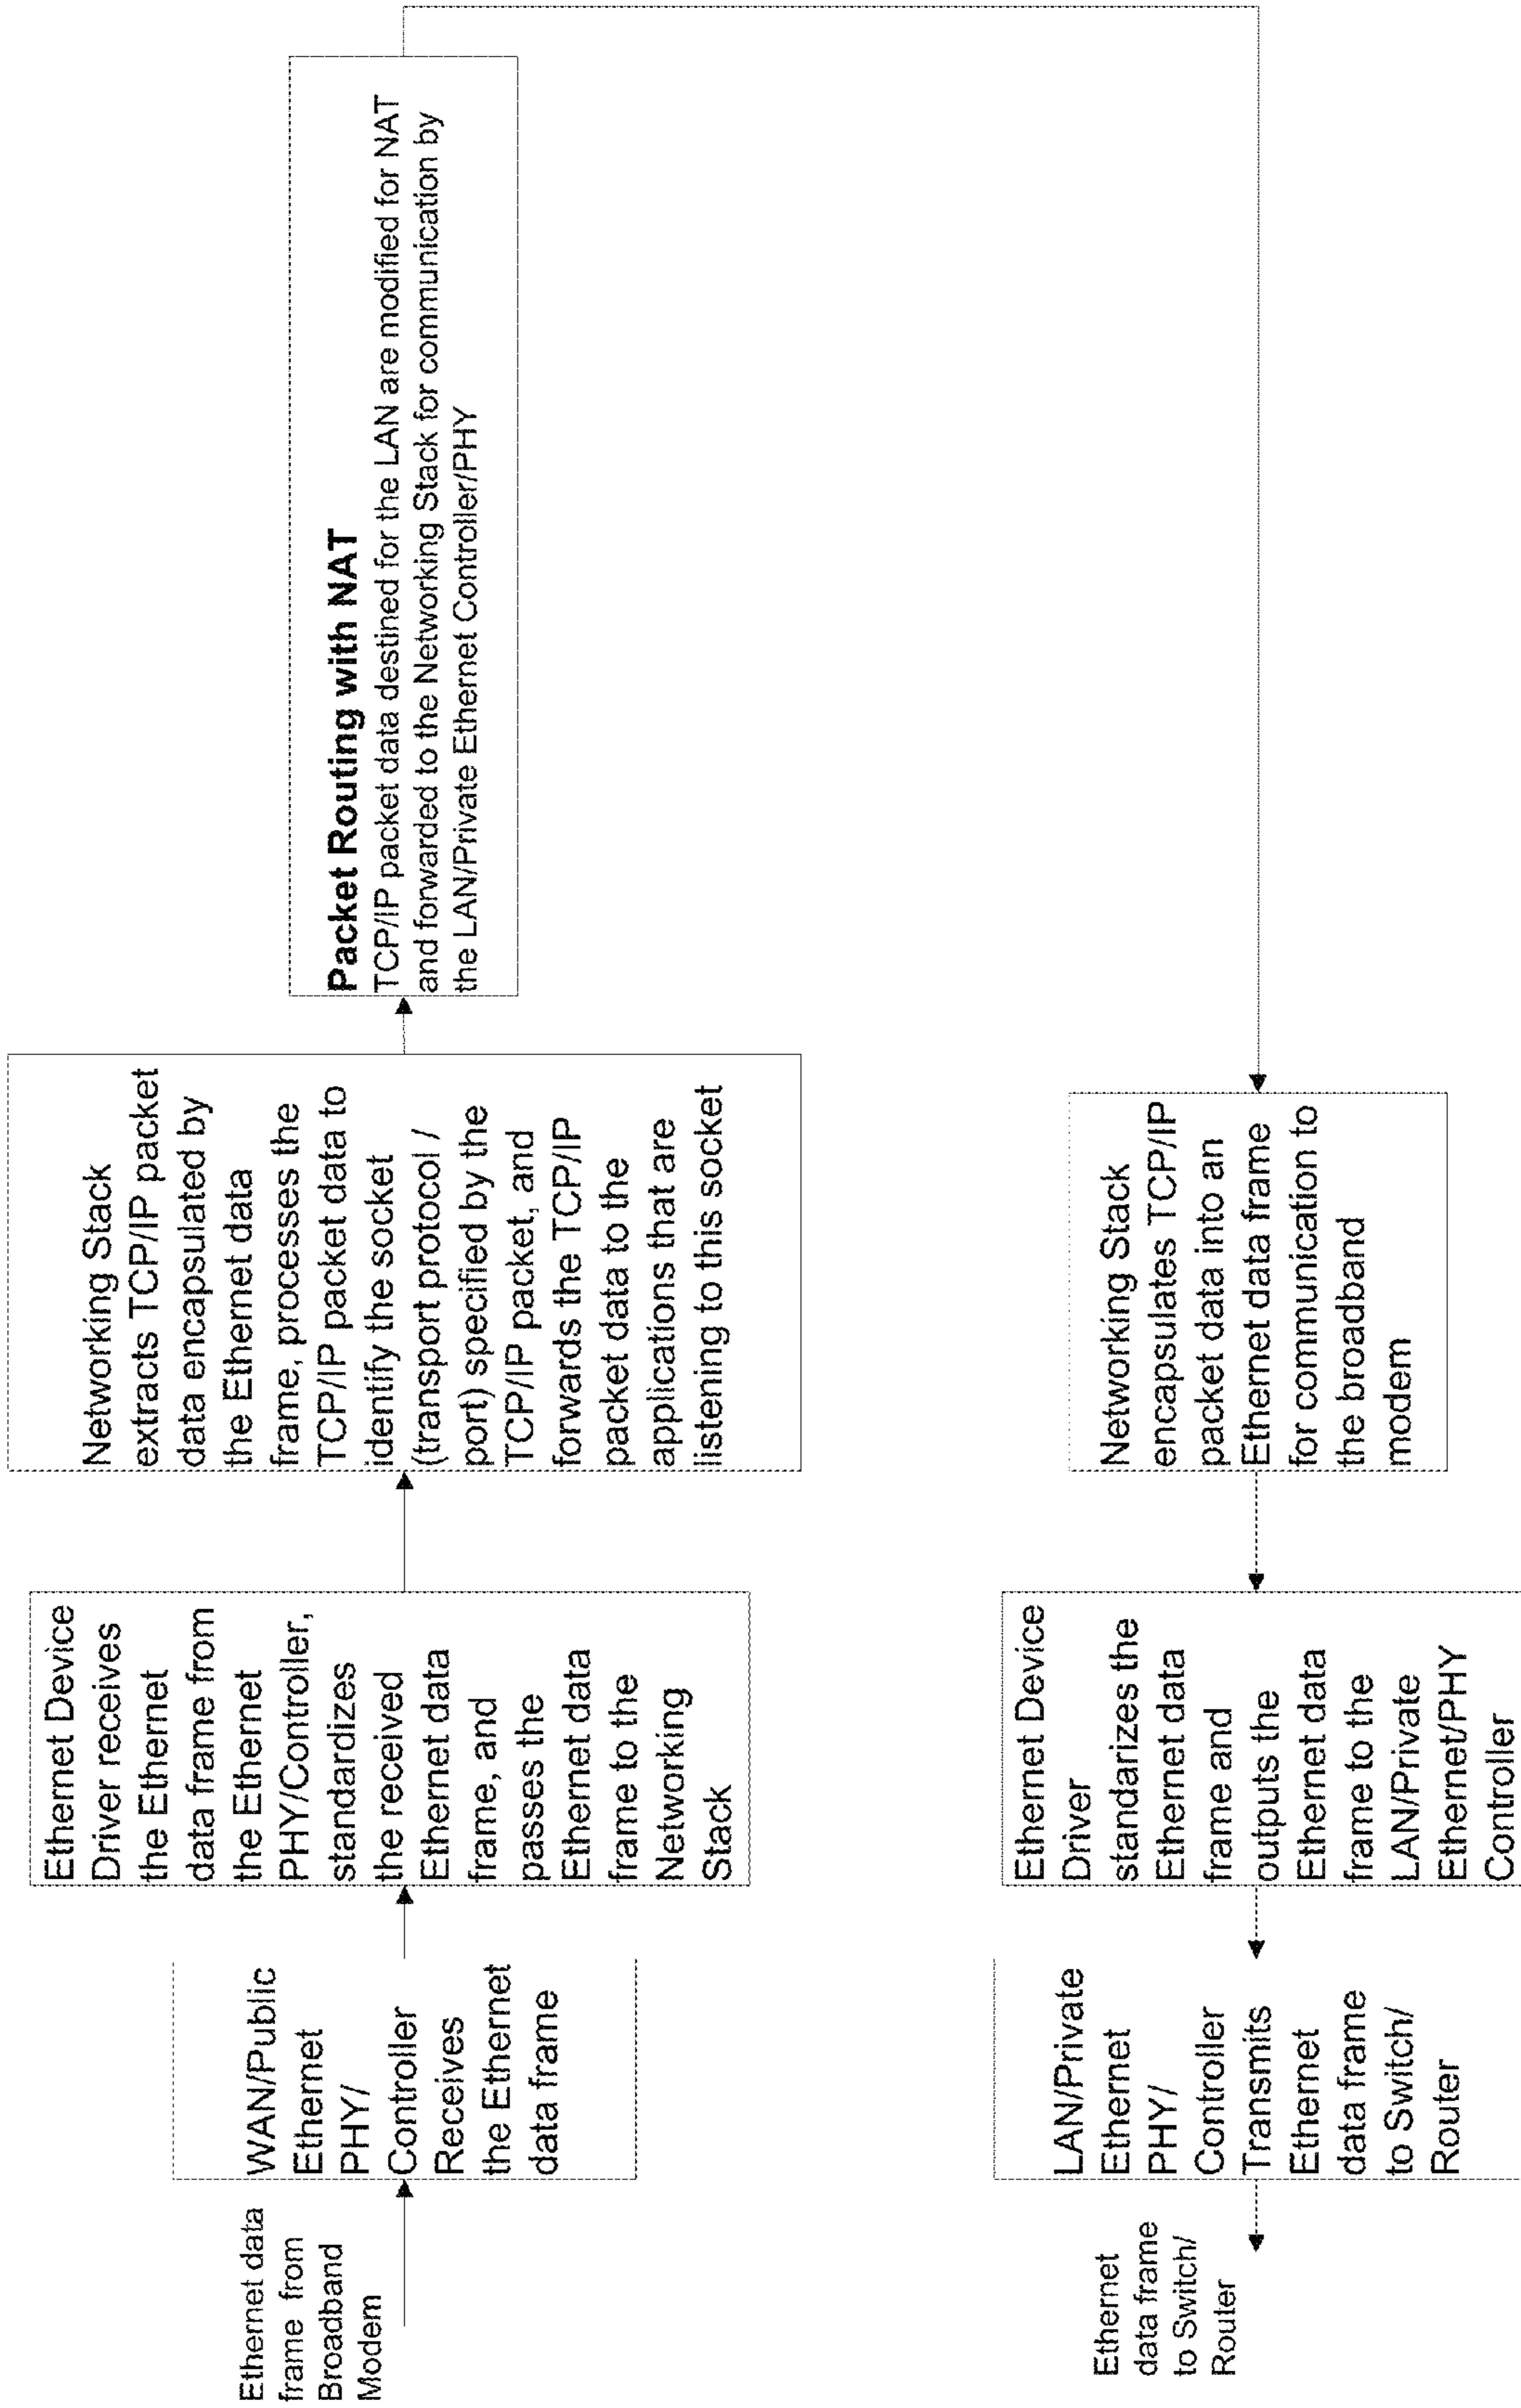 Ethernet data
frame from
Broadband
Modem
WAN/Public
Ethernet
PHY/
Controller
Receives
the Ethernet
data frame
Ethernet Device
Driver receives
the Ethernet
data frame from
the Ethernet
PHY/Controller,
standardizes
the received
Ethernet data
frame, and
passes the
Ethernet data
frame to the
Networking
Stack
Networking Stack
extracts TCP/IP packet
data encapsulated by
the Ethernet data
frame, processes the
TCP/IP packet data to
identify the socket
(transport protocol /
port) specified by the
TCP/IP packet, and
forwards the TCP/IP
packet data to the
applications that are
listening to this socket
Packet Routing with NAT
TCP/IP packet data destined for the LAN are modified for NAT
and forwarded to the Networking Stack for communication by
the LAN/Private Ethernet Controller/PHY
Networking Stack
encapsulates TCP/IP
packet data into an
Ethernet data frame
for communication to
the broadband
modem
Ethernet Device
Driver
standarizes the
Ethernet data
frame and
outputs the
Ethernet data
frame to the
LAN/Private
Ethernet/PHY
Controller
LAN/Private
Ethernet
PHY/
Controller
Transmits
Ethernet
data frame
to Switch/
Router
Ethernet
data frame
to Switch/
Router